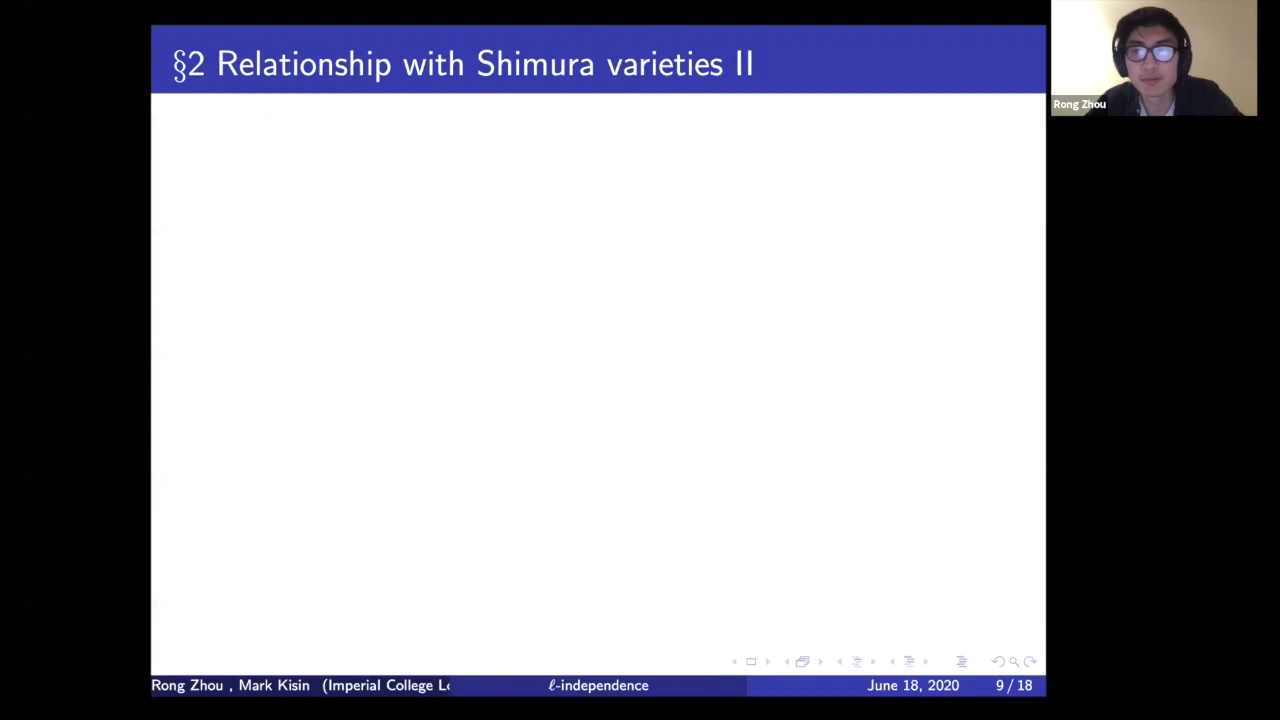 §2 Relationship with Shimura varieties II
Rong Zhou
Rong Zhou , Mark Kisin (Imperial College
ℓ-independence
June 18, 2020
9 / 18